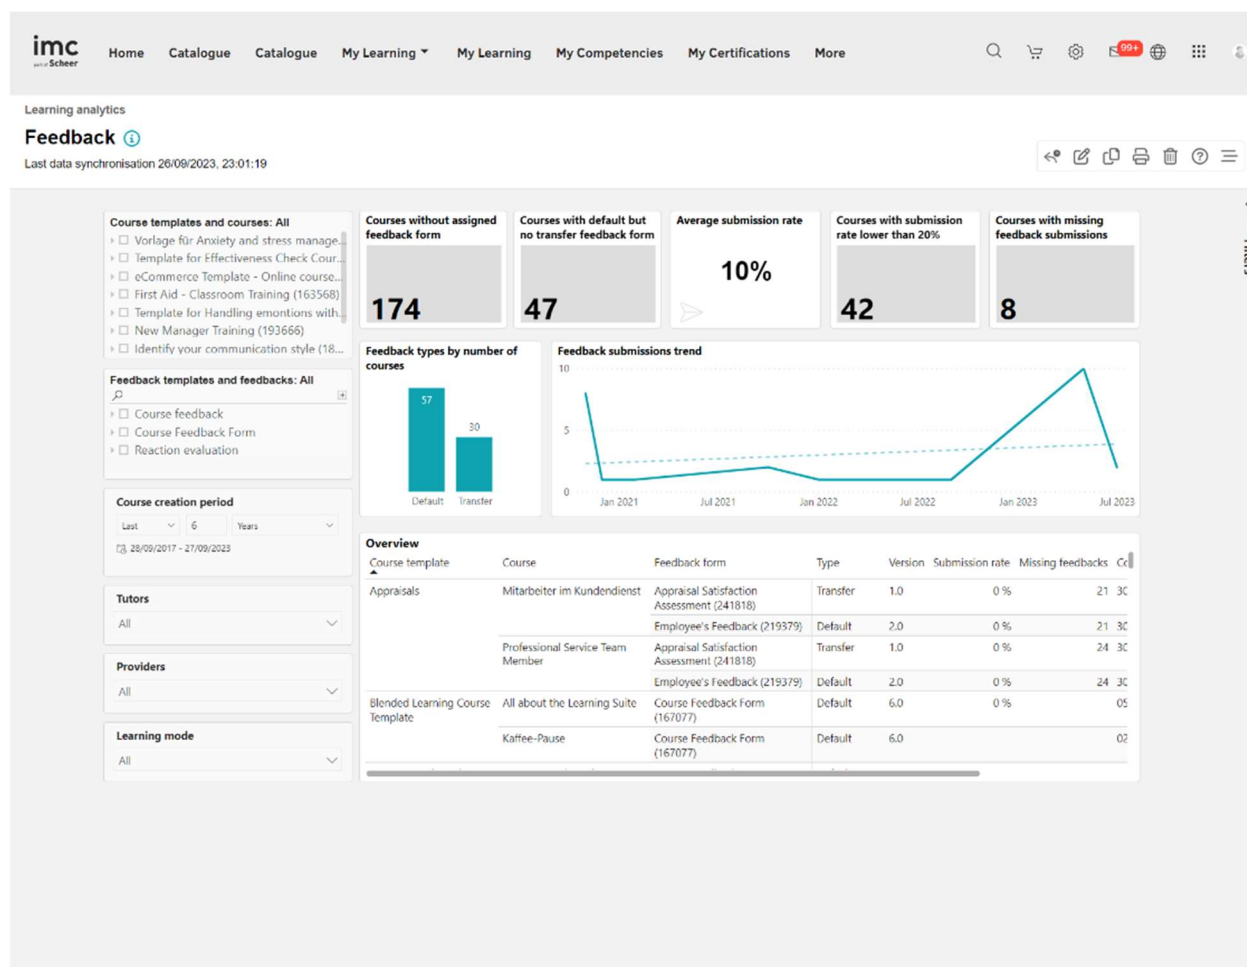 imc
part of Scheer
Home Catalogue Catalogue My Learning My Learning My Competencies My Certifications More
99+
Learning analytics
Feedback
Last data synchronisation 26/09/2023, 23:01:19
Course templates and courses: All
Vorlage für Anxiety and stress manage...
Template for Effectiveness Check Cour...
eCommerce Template - Online course...
First Aid - Classroom Training (163568)
Template for Handling emontions with...
New Manager Training (193666)
Identify your communication style (18...
Feedback templates and feedbacks: All
Course feedback
Course Feedback Form
Reaction evaluation
Course creation period
Last 6 Years
28/09/2017 - 27/09/2023
Tutors
All
Providers
All
Learning mode
All
Courses without assigned
feedback form
174
Courses with default but
no transfer feedback form
47
Average submission rate
10%
Courses with submission
rate lower than 20%
42
Courses with missing
feedback submissions
8
Feedback types by number of
courses
57
30
Default Transfer
Feedback submissions trend
10
5
0
Jan 2021 Jul 2021 Jan 2022 Jul 2022 Jan 2023 Jul 2023
Overview
Course template Course Feedback form Type Version Submission rate Missing feedbacks
Appraisals Mitarbeiter im Kundendienst Appraisal Satisfaction Transfer 1.0 0 % 21 30
Assessment (241818)
Employee's Feedback (219379) Default 2.0 0 % 21 30
Professional Service Team Appraisal Satisfaction Transfer 1.0 0 % 24 30
Member Assessment (241818)
Employee's Feedback (219379) Default 2.0 0 % 24 30
Blended Learning Course All about the Learning Suite Course Feedback Form Default 6.0 0 % 05
Template (167077)
Kaffee-Pause Course Feedback Form Default 6.0 02
(167077)